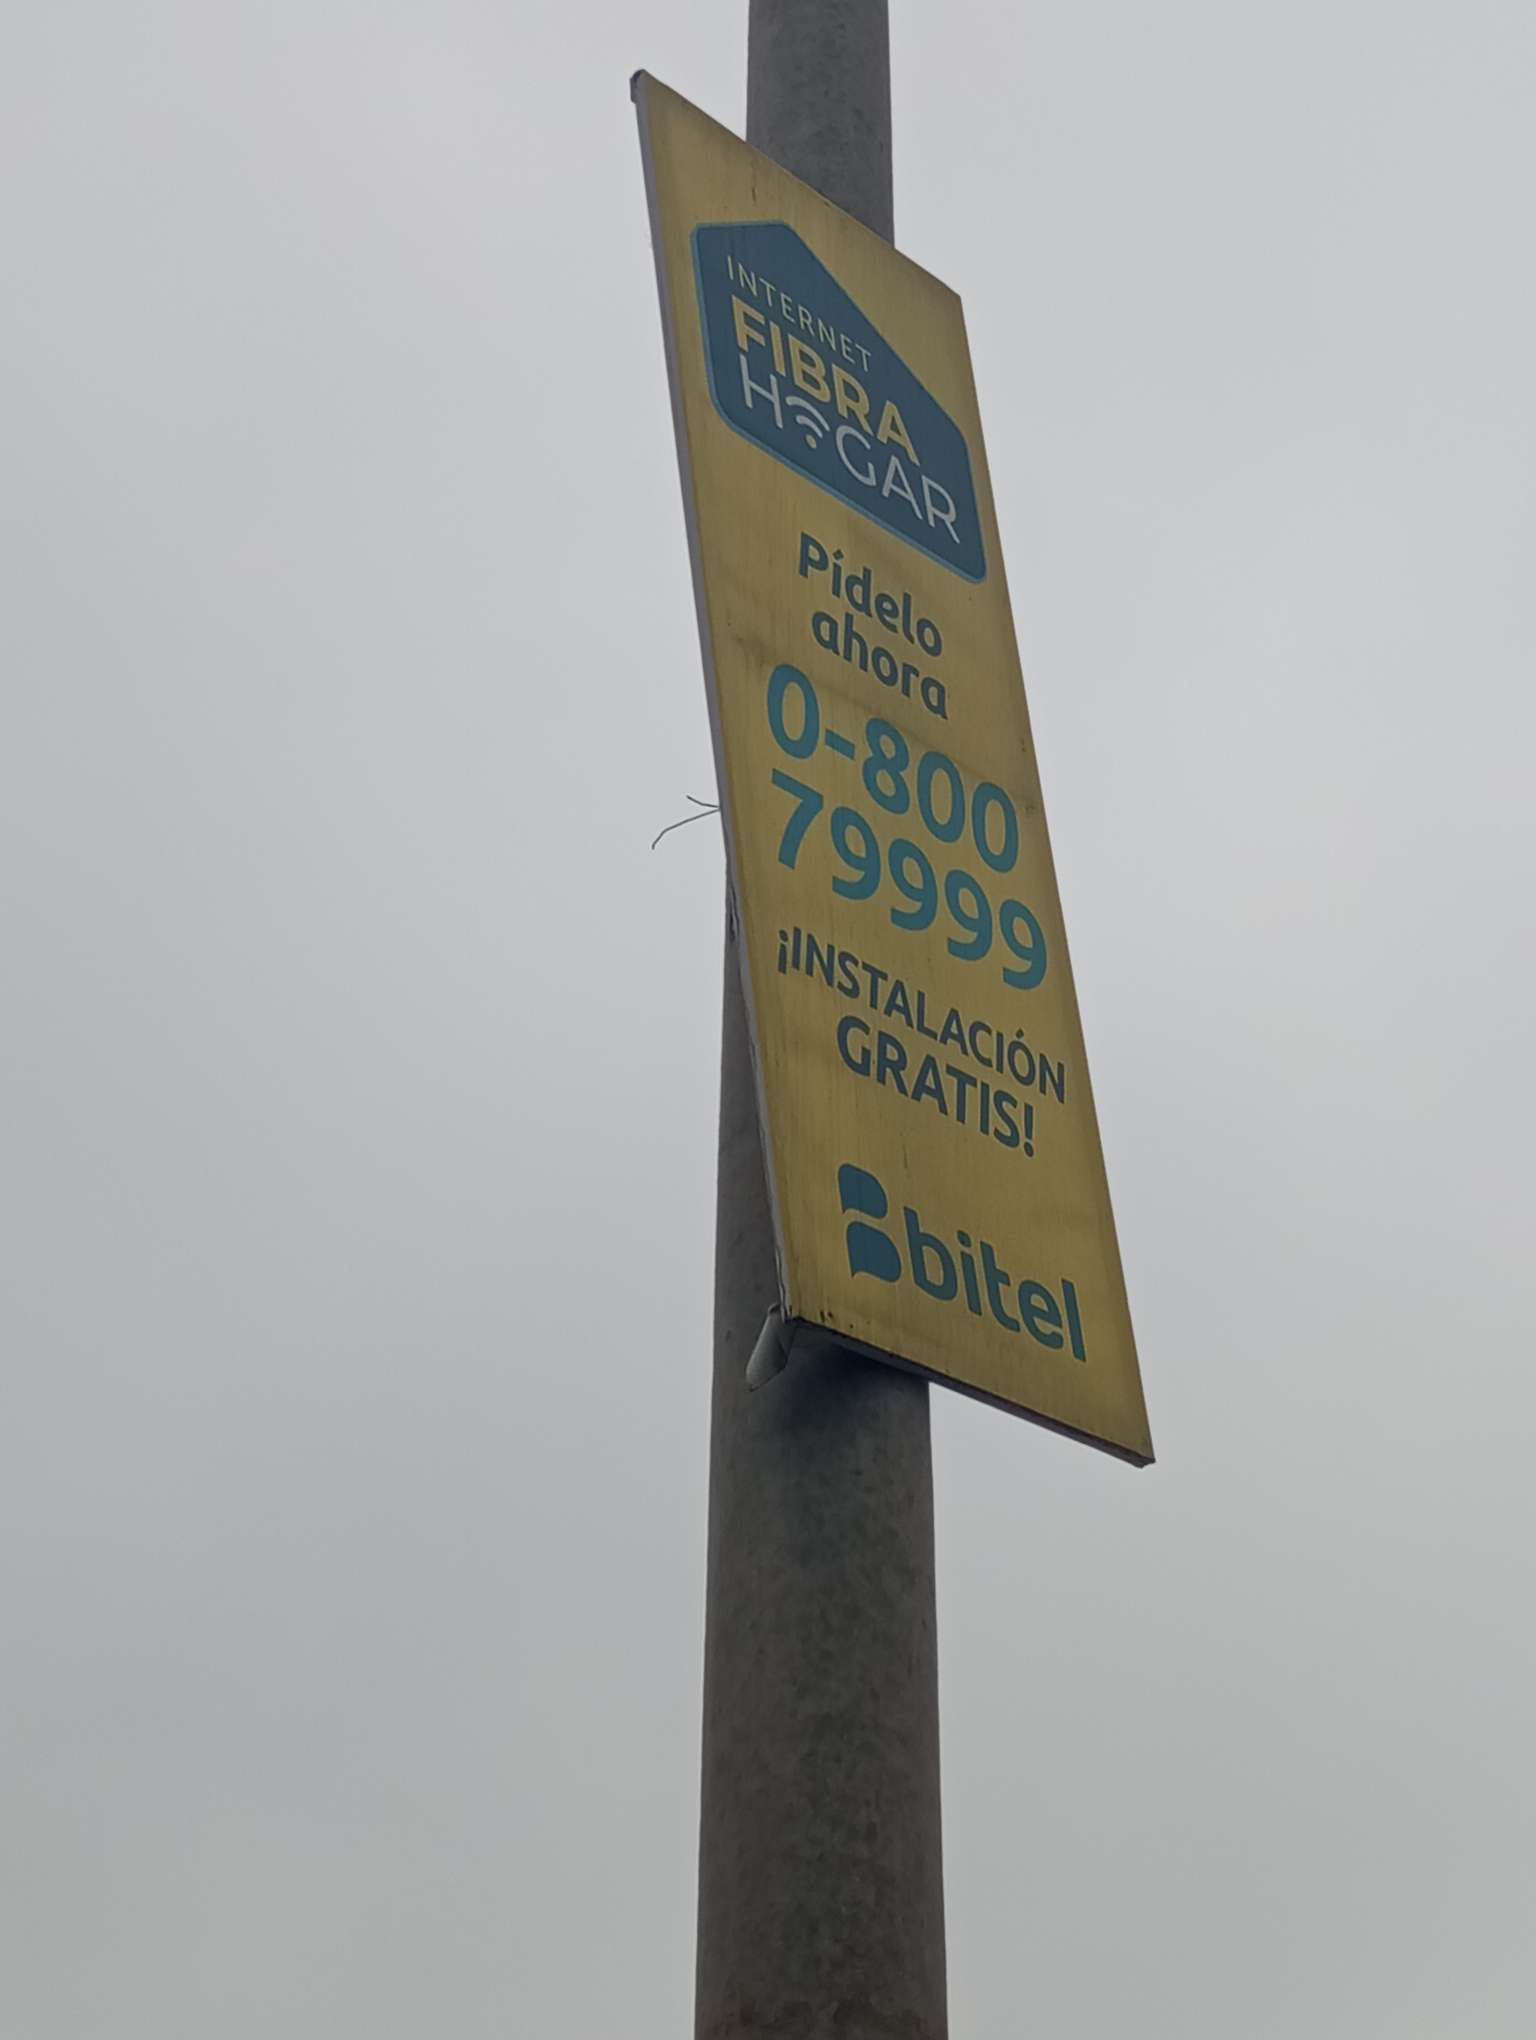 INTERNET
FIBRA
HOGAR
Pídelo
ahora
0-800
79999
¡INSTALACIÓN
GRATIS!
bitel